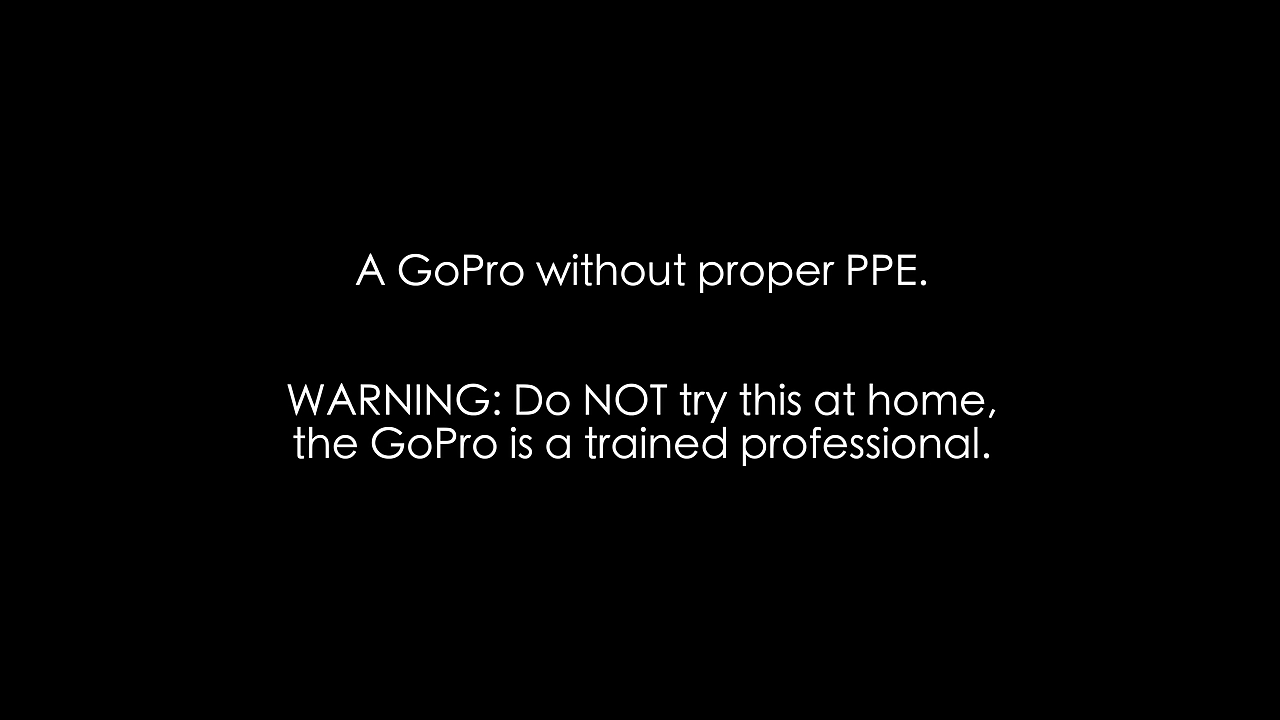 A GoPro without proper PPE.
WARNING: Do NOT try this at home,
the GoPro is a trained professional.